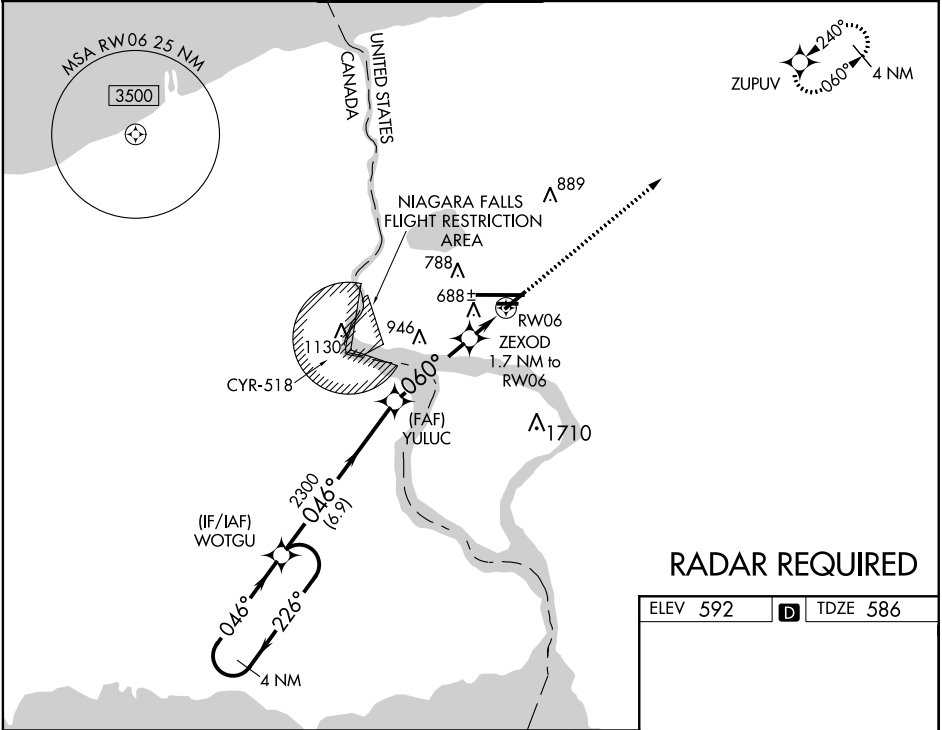 MSA RW06 25 NM
3500
UNITED STATES
CANADA
240°
060°
4 NM
ZUPUV
889
NIAGARA FALLS
FLIGHT RESTRICTION
AREA
788
688±
RW06
946
ZEXOD
1.7 NM to
RW06
1130
CYR-518
060°
(FAF)
YULUC
1710
2300
046°
(6.9)
(IF/IAF)
WOTGU
046°
226°
4 NM
RADAR REQUIRED
ELEV 592 D TDZE 586